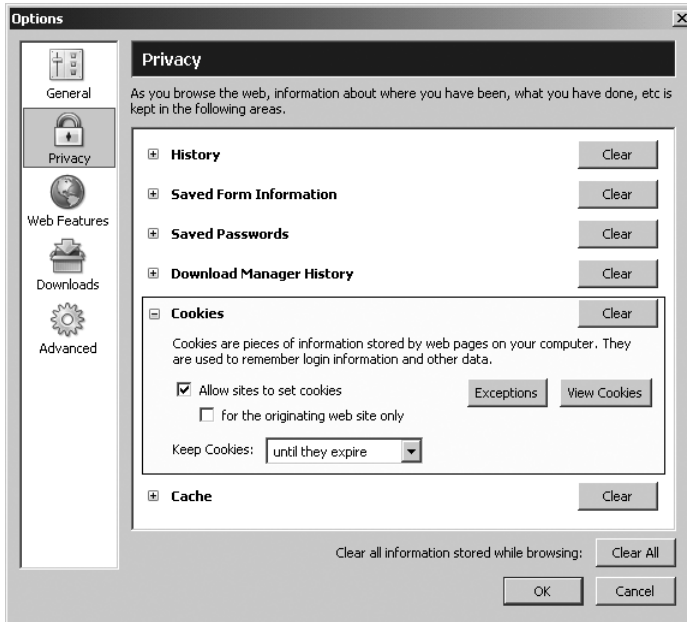 Options
General
Privacy
Web Features
Downloads
Advanced
Privacy
As you browse the web, information about where you have been, what you have done, etc is
kept in the following areas.
History Clear
Saved Form Information Clear
Saved Passwords Clear
Download Manager History Clear
Cookies Clear
Cookies are pieces of information stored by web pages on your computer. They
are used to remember login information and other data.
Allow sites to set cookies Exceptions View Cookies
for the originating web site only
Keep Cookies: until they expire
Cache Clear
Clear all information stored while browsing: Clear All
OK Cancel